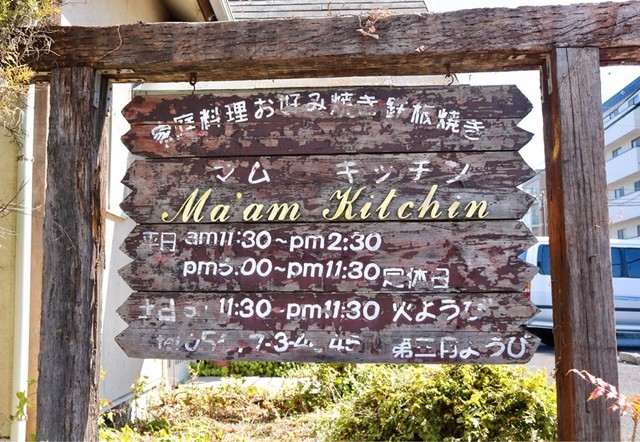 家庭料理お好み焼き 鉄板焼き
マム キッチン
Ma'am Kitchin
平日 am11:30～pm2:30
pm5:00～pm11:30 定休日
土日 11:30～pm11:30 火ようび
第三月ようび